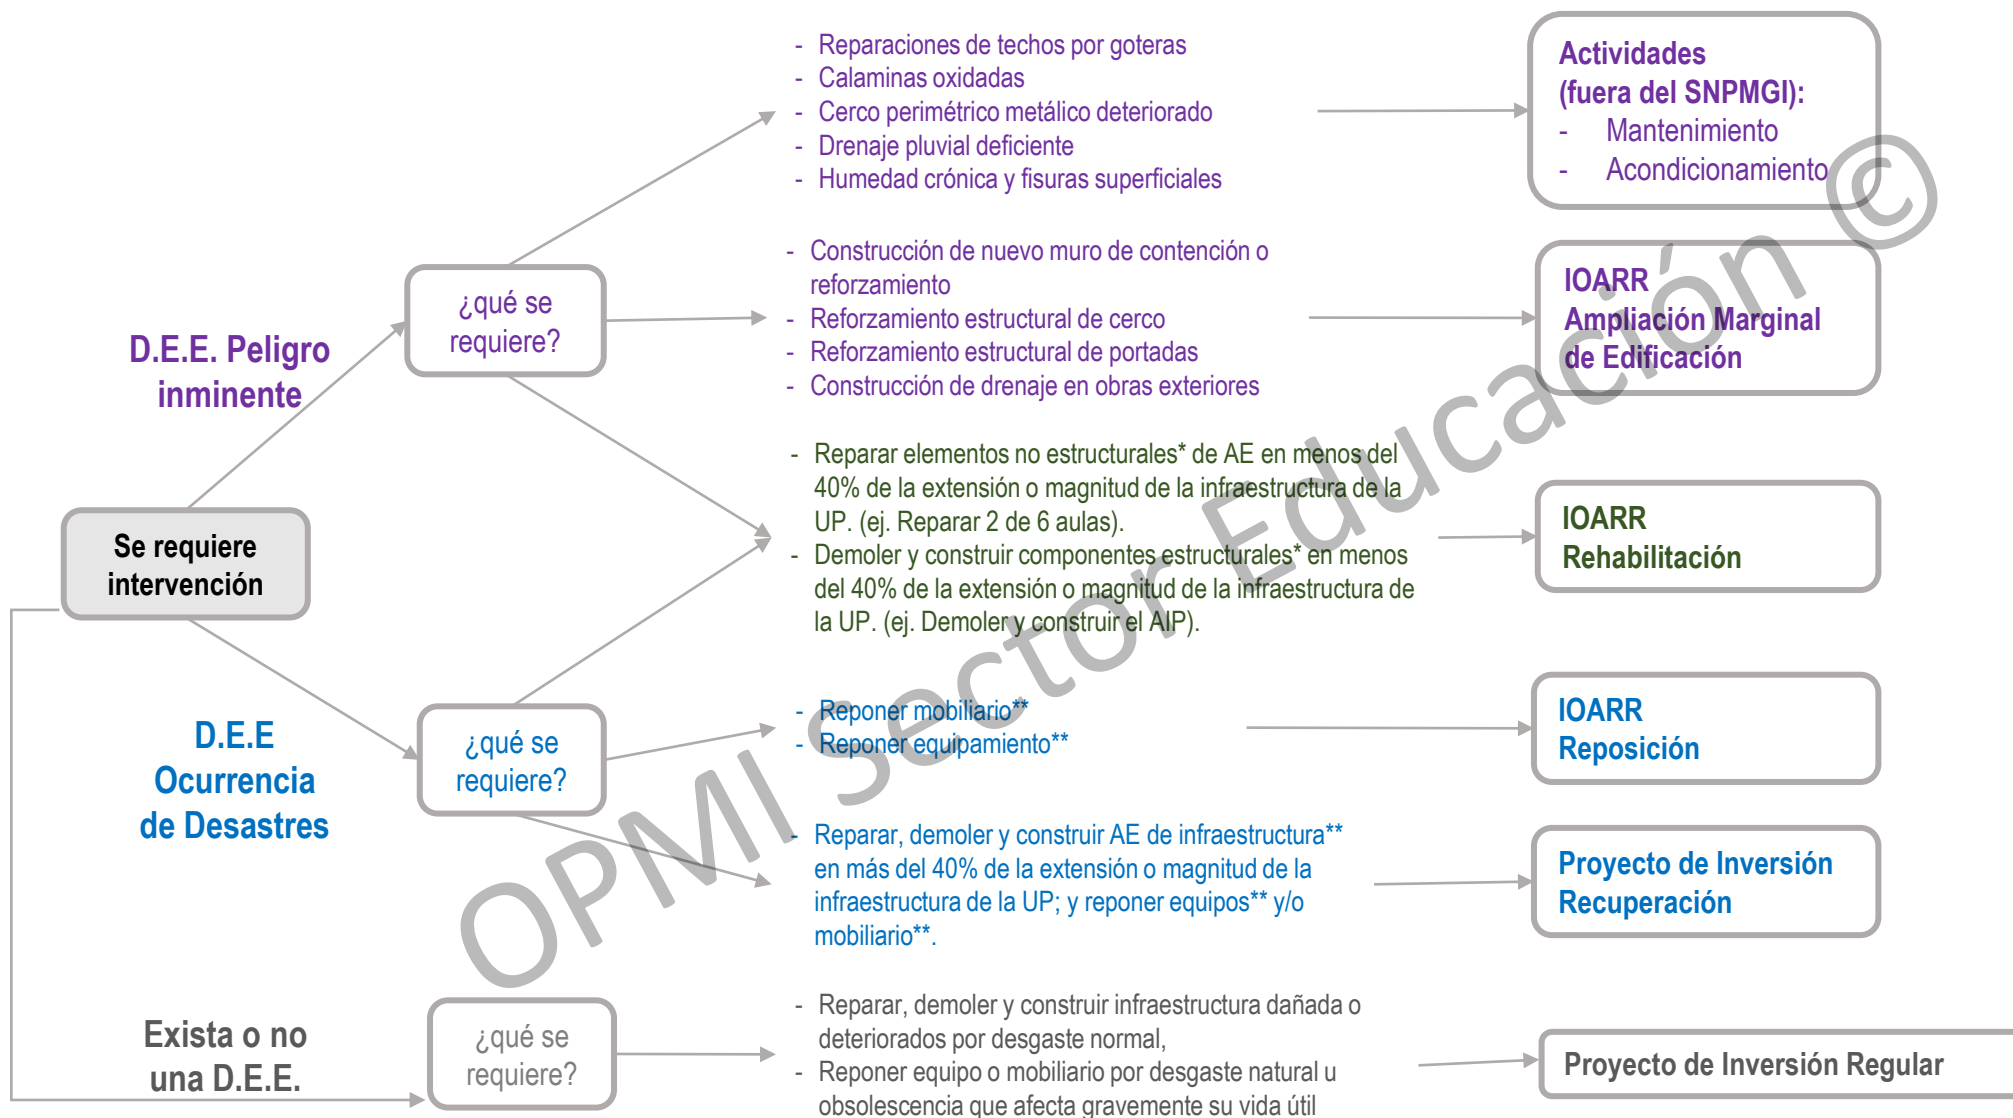 - Reparaciones de techos por goteras
- Calaminas oxidadas
- Cerco perimétrico metálico deteriorado
- Drenaje pluvial deficiente
- Humedad crónica y fisuras superficiales
Actividades
(fuera del SNPMGI):
- Mantenimiento
- Acondicionamiento
D.E.E. Peligro
inminente
¿qué se
requiere?
- Construcción de nuevo muro de contención o
reforzamiento
- Reforzamiento estructural de cerco
- Reforzamiento estructural de portadas
- Construcción de drenaje en obras exteriores
IOARR
Ampliación Marginal
de Edificación
Se requiere
intervención
- Reparar elementos no estructurales* de AE en menos del
40% de la extensión o magnitud de la infraestructura de la
UP. (ej. Reparar 2 de 6 aulas).
- Demoler y construir componentes estructurales* en menos
del 40% de la extensión o magnitud de la infraestructura de
la UP. (ej. Demoler y construir el AIP).
IOARR
Rehabilitación
D.E.E
Ocurrencia
de Desastres
¿qué se
requiere?
- Reponer mobiliario**
- Reponer equipamiento**
IOARR
Reposición
- Reparar, demoler y construir AE de infraestructura**
en más del 40% de la extensión o magnitud de la
infraestructura de la UP; y reponer equipos** y/o
mobiliario**.
Proyecto de Inversión
Recuperación
Exista o no
una D.E.E.
¿qué se
requiere?
- Reparar, demoler y construir infraestructura dañada o
deteriorados por desgaste normal,
- Reponer equipo o mobiliario por desgaste natural u
obsolescencia que afecta gravemente su vida útil
Proyecto de Inversión Regular
OPMI Sector Educación ©